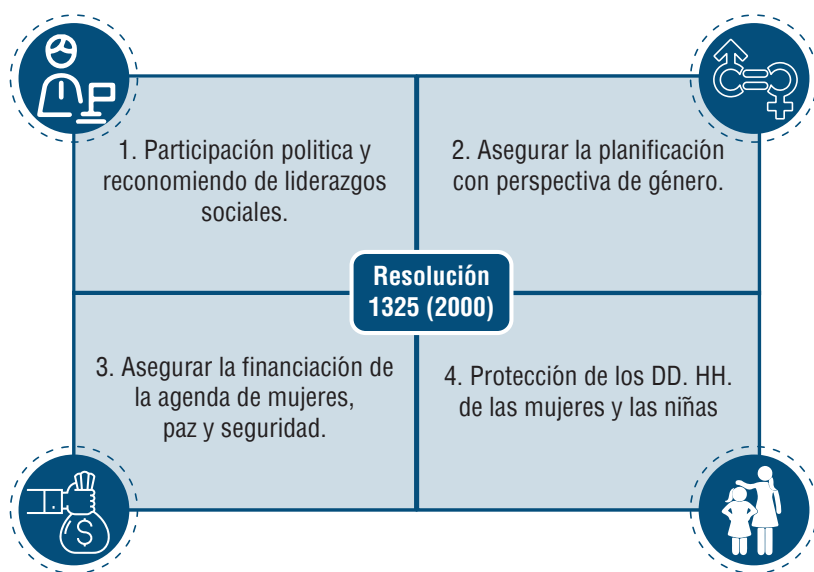 1. Participación politica y
reconomiendo de liderazgos
sociales.
2. Asegurar la planificación
con perspectiva de género.
Resolución
1325 (2000)
3. Asegurar la financiación de
la agenda de mujeres,
paz y seguridad.
4. Protección de los DD. HH.
de las mujeres y las niñas
$